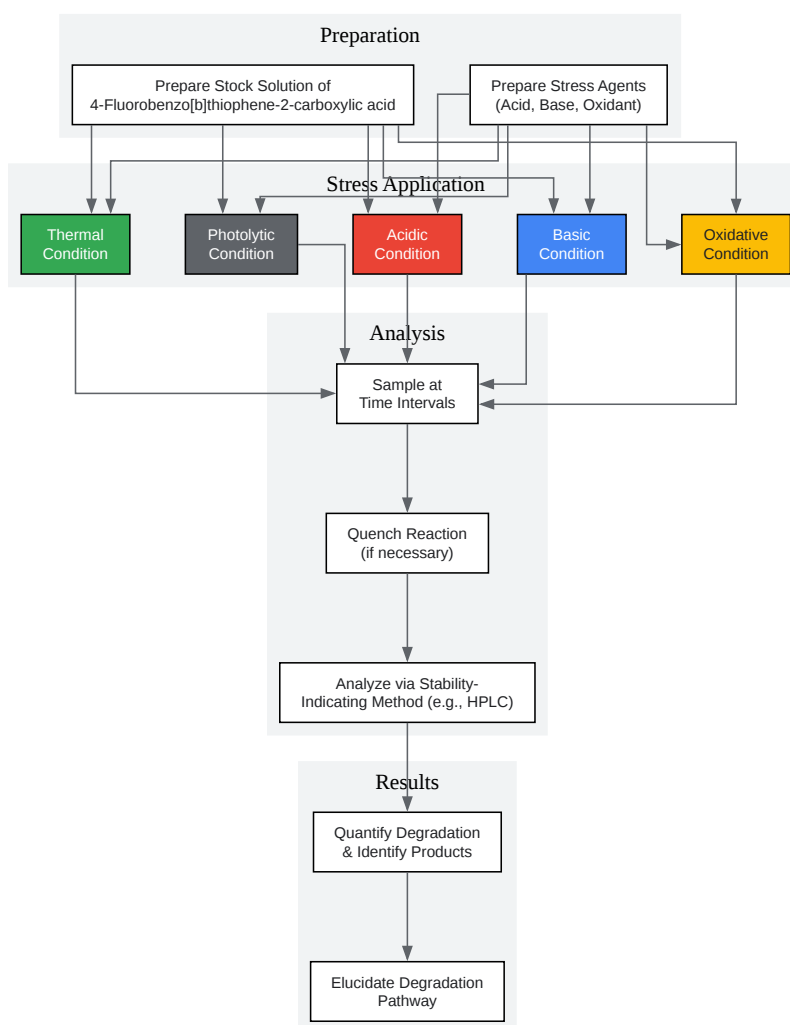 Preparation
Prepare Stock Solution of
4-Fluorobenzo[b]thiophene-2-carboxylic acid
Prepare Stress Agents
(Acid, Base, Oxidant)
Stress Application
Thermal
Condition
Photolytic
Condition
Acidic
Condition
Basic
Condition
Oxidative
Condition
Analysis
Sample at
Time Intervals
Quench Reaction
(if necessary)
Analyze via Stability-
Indicating Method (e.g., HPLC)
Results
Quantify Degradation
& Identify Products
Elucidate Degradation
Pathway